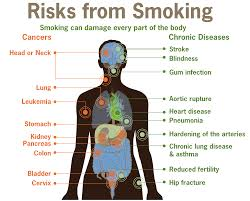 Risks from Smoking
Smoking can damage every part of the body
Cancers
Head or Neck
Lung
Leukemia
Stomach
Kidney
Pancreas
Colon
Bladder
Cervix
Chronic Diseases
Stroke
Blindness
Gum infection
Aortic rupture
Heart disease
Pneumonia
Hardening of the arteries
Chronic lung disease
& asthma
Reduced fertility
Hip fracture